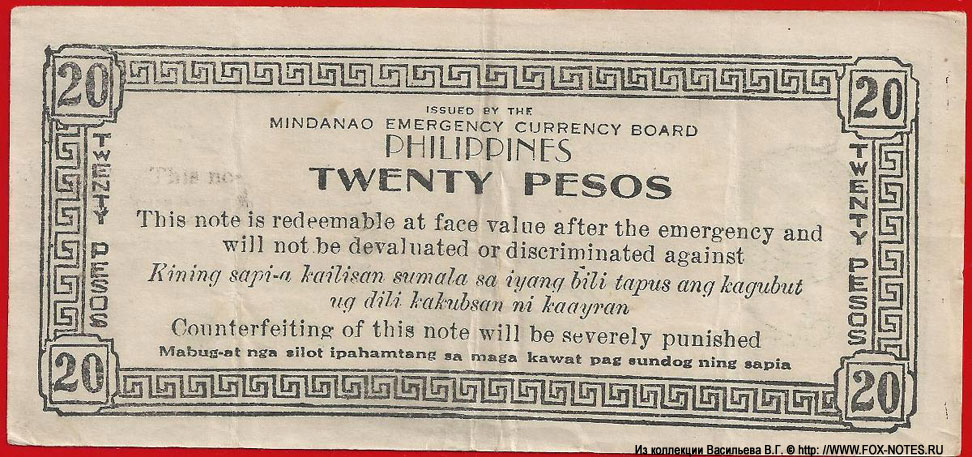 20
20
ISSUED BY THE
MINDANAO EMERGENCY CURRENCY BOARD
PHILIPPINES
TWENTY PESOS
TWENTY PESOS
TWENTY PESOS
This no-
This note is redeemable at face value after the emergency and
will not be devaluated or discriminated against
Kining sapi-a kailisan sumala sa iyang bili tapus ang kagubut
ug dili kakubsan ni kaayran
Counterfeiting of this note will be severely punished
Mabug-at nga silot ipahamtang sa maga kawat pag sundog ning sapia
20
20
Из коллекции Васильева В.Г. © http: //WWW.FOX-NOTES.RU